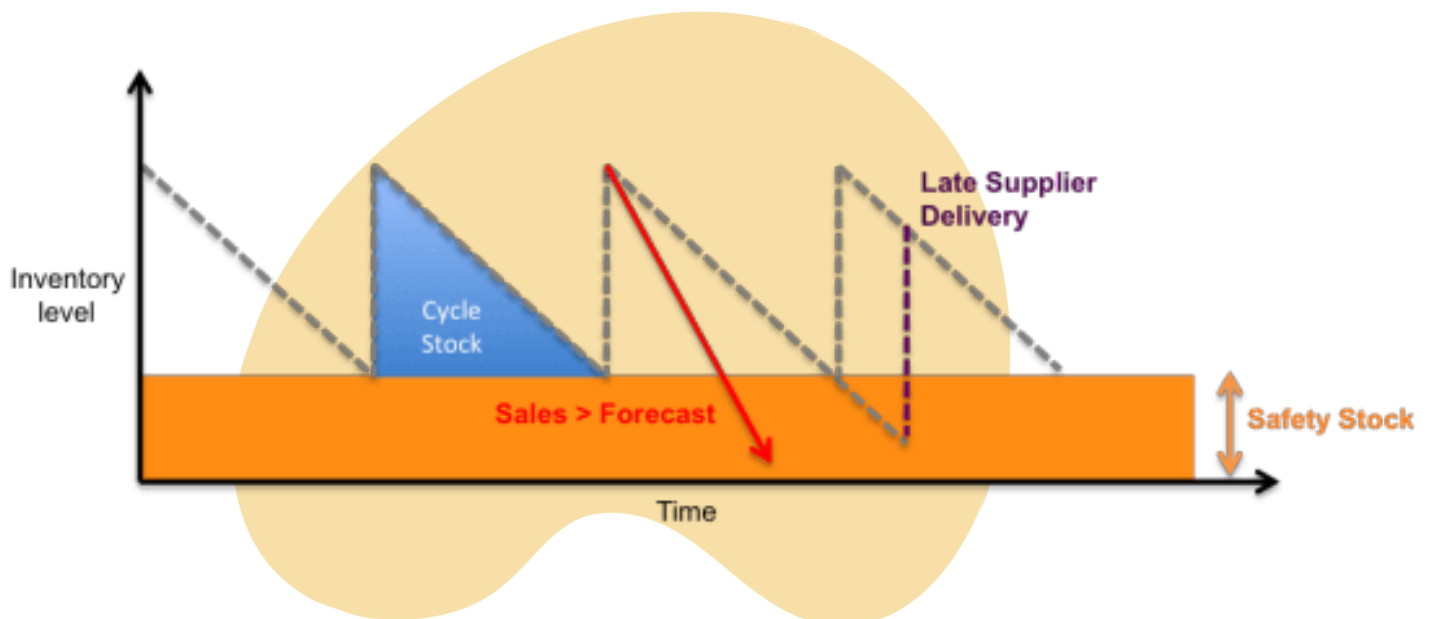 Late Supplier
Delivery
Inventory
level
Cycle
Stock
Sales > Forecast
Safety Stock
Time